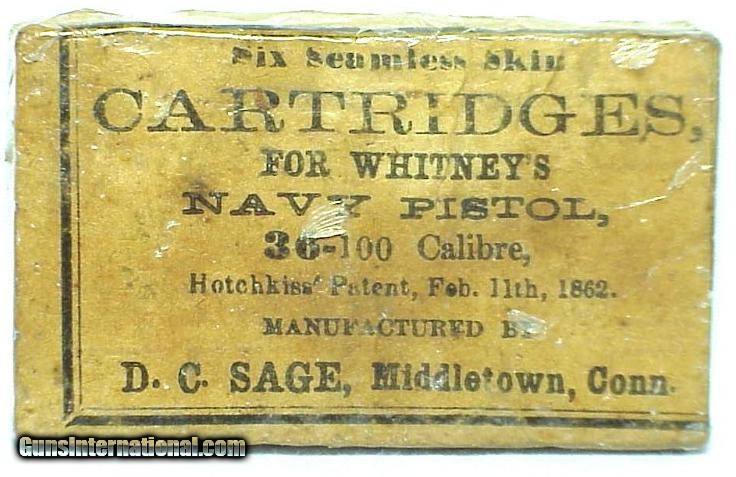 Six Seamless Skin
CARTRIDGES,
FOR WHITNEY'S
NAVY PISTOL,
36-100 Calibre,
Hotchkiss' Patent, Feb. 11th, 1862.
MANUFACTURED BY
D. C. SAGE, Middletown, Conn.
GunsInternational.com